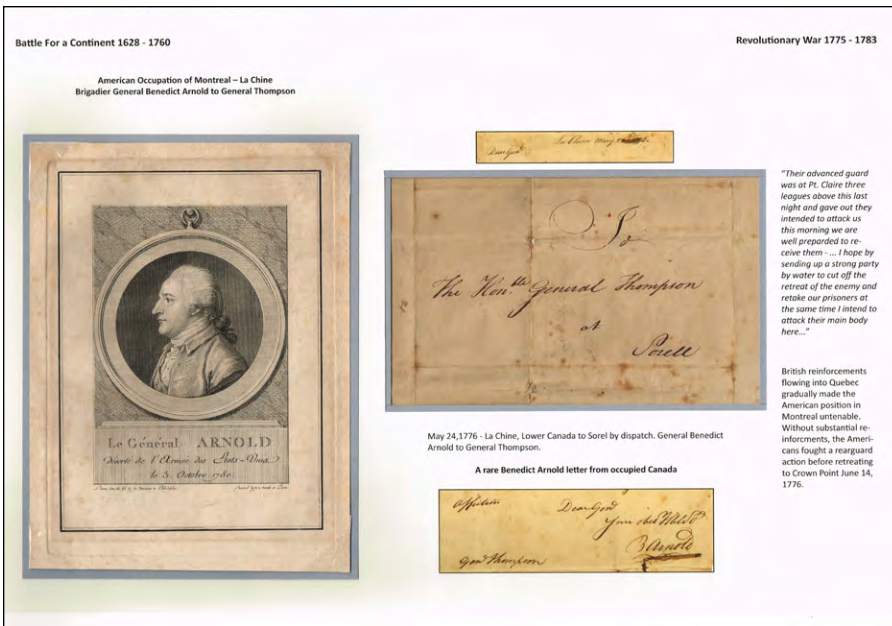 Battle For a Continent 1628 - 1760
Revolutionary War 1775 - 1783
American Occupation of Montreal – La Chine
Brigadier General Benedict Arnold to General Thompson
Le Général ARNOLD
déserté de l'Armée des Etats-Unis
le 3. Octobre 1780.
La Chine May
Dear Genl
To
The Honble General Thompson
at
Sorell
"Their advanced guard
was at Pt. Claire three
leagues above this last
night and gave out they
intended to attack us
this morning we are
well preparded to re-
ceive them - ... I hope by
sending up a strong party
by water to cut off the
retreat of the enemy and
retake our prisoners at
the same time I intend to
attack their main body
here..."
British reinforcements
flowing into Quebec
gradually made the
American position in
Montreal untenable.
Without substantial re-
inforcments, the Ameri-
cans fought a rearguard
action before retreating
to Crown Point June 14,
1776.
May 24,1776 - La Chine, Lower Canada to Sorel by dispatch. General Benedict
Arnold to General Thompson.
A rare Benedict Arnold letter from occupied Canada
Dear Genl
B Arnold
Genl Thompson